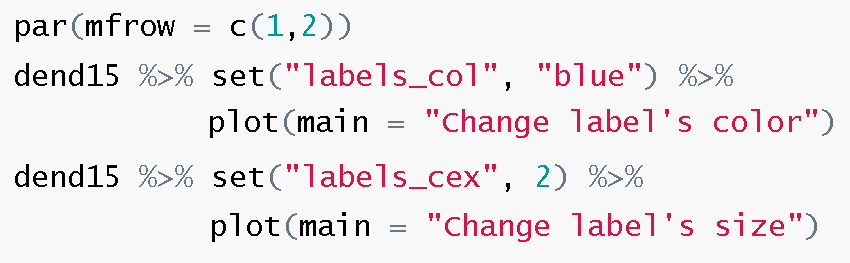 par(mfrow = c(1,2))
dend15 %>% set("labels_col", "blue") %>%
plot(main = "Change label's color")
dend15 %>% set("labels_cex", 2) %>%
plot(main = "Change label's size")